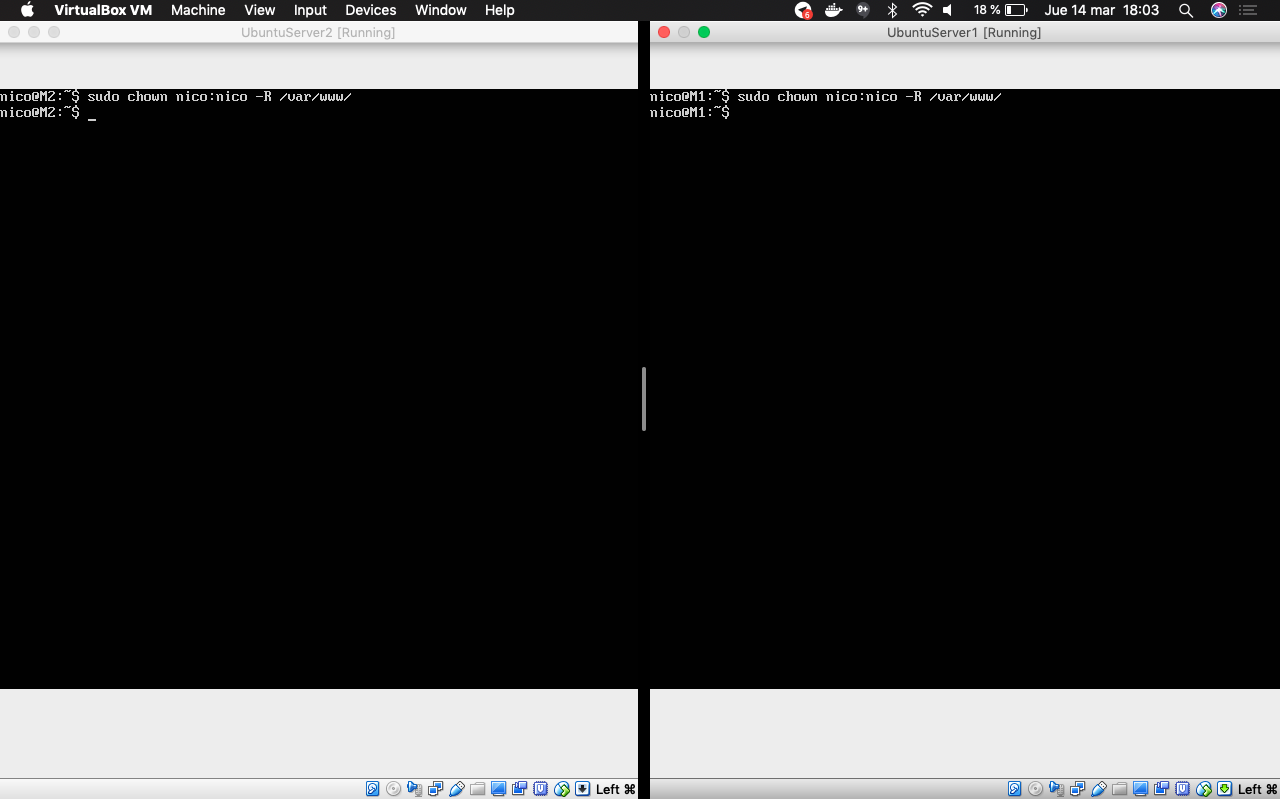 VirtualBox VM Machine View Input Devices Window Help 6 9+ 18 % Jue 14 mar 18:03
UbuntuServer2 [Running]
nico@M2:~$ sudo chown nico:nico -R /var/www/
nico@M2:~$ _
Left ⌘
UbuntuServer1 [Running]
nico@M1:~$ sudo chown nico:nico -R /var/www/
nico@M1:~$
Left ⌘